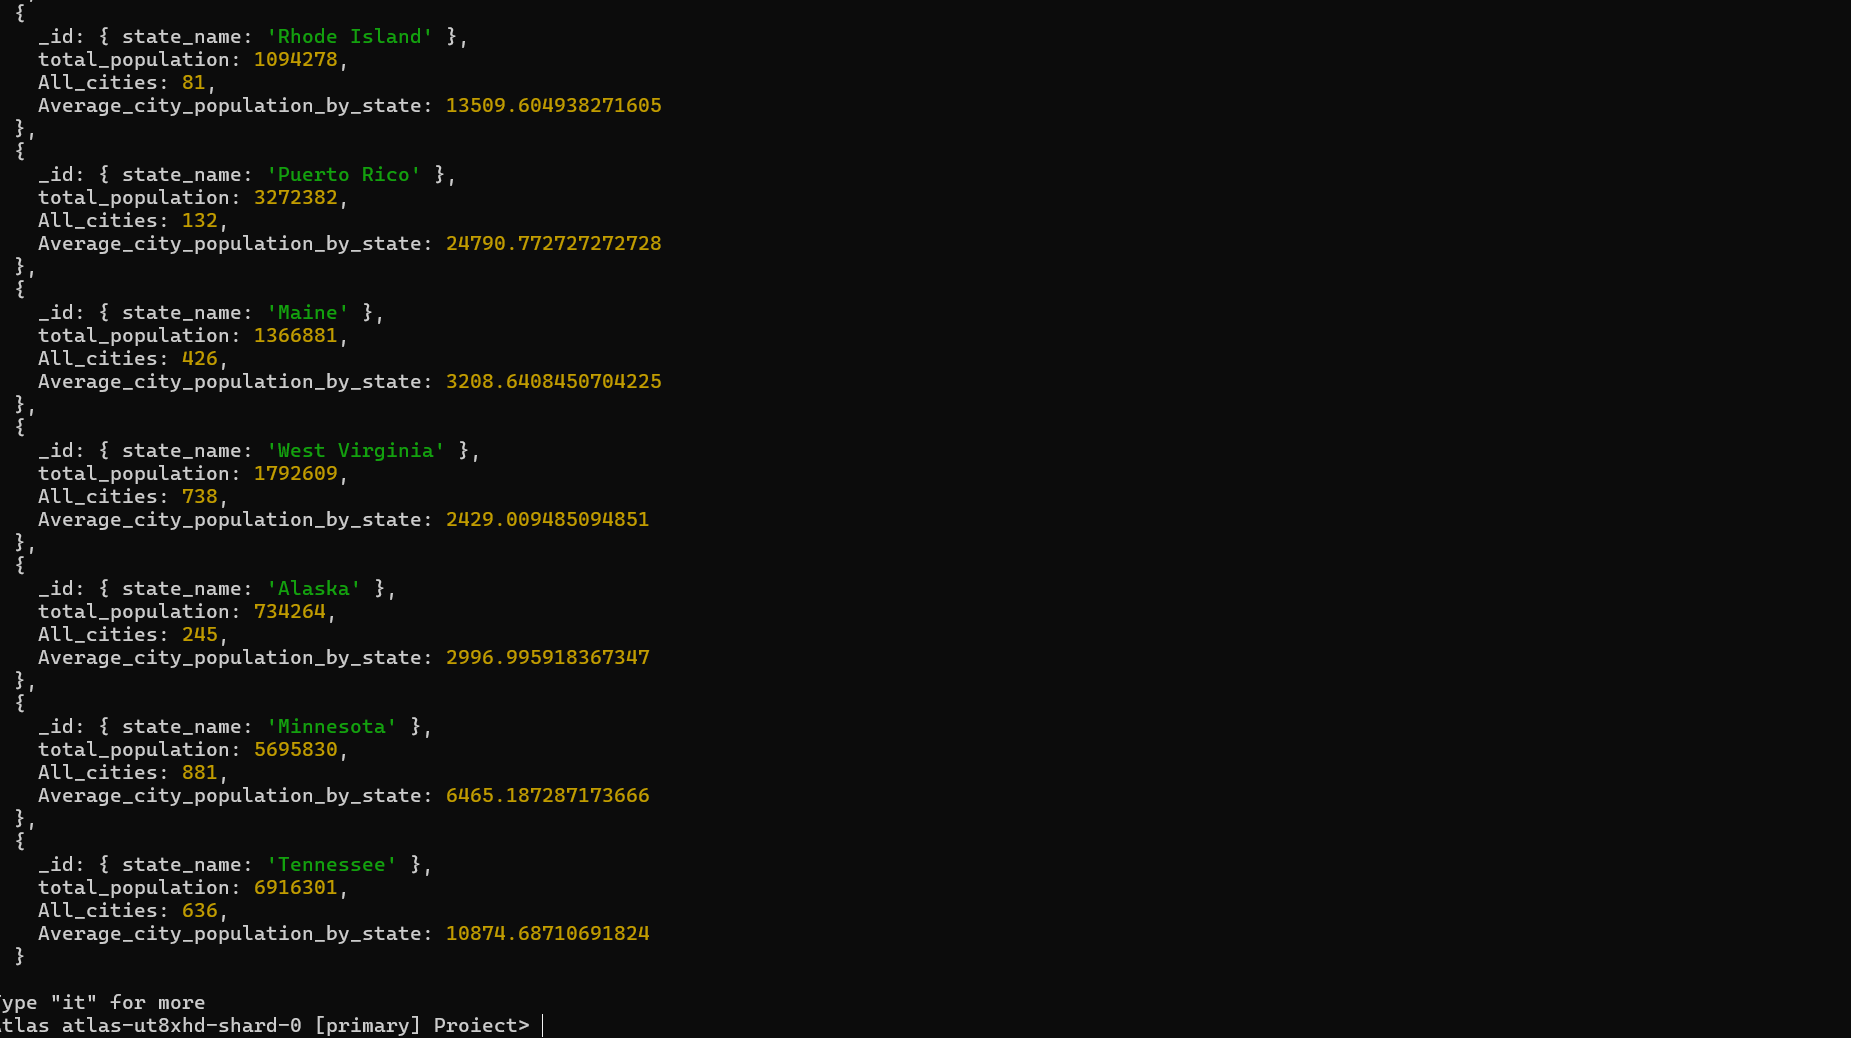 {
_id: { state_name: 'Rhode Island' },
total_population: 1094278,
All_cities: 81,
Average_city_population_by_state: 13509.604938271605
},
{
_id: { state_name: 'Puerto Rico' },
total_population: 3272382,
All_cities: 132,
Average_city_population_by_state: 24790.772727272728
},
{
_id: { state_name: 'Maine' },
total_population: 1366881,
All_cities: 426,
Average_city_population_by_state: 3208.6408450704225
},
{
_id: { state_name: 'West Virginia' },
total_population: 1792609,
All_cities: 738,
Average_city_population_by_state: 2429.009485094851
},
{
_id: { state_name: 'Alaska' },
total_population: 734264,
All_cities: 245,
Average_city_population_by_state: 2996.995918367347
},
{
_id: { state_name: 'Minnesota' },
total_population: 5695830,
All_cities: 881,
Average_city_population_by_state: 6465.187287173666
},
{
_id: { state_name: 'Tennessee' },
total_population: 6916301,
All_cities: 636,
Average_city_population_by_state: 10874.68710691824
}
Type "it" for more
Atlas atlas-ut8xhd-shard-0 [primary] Project>